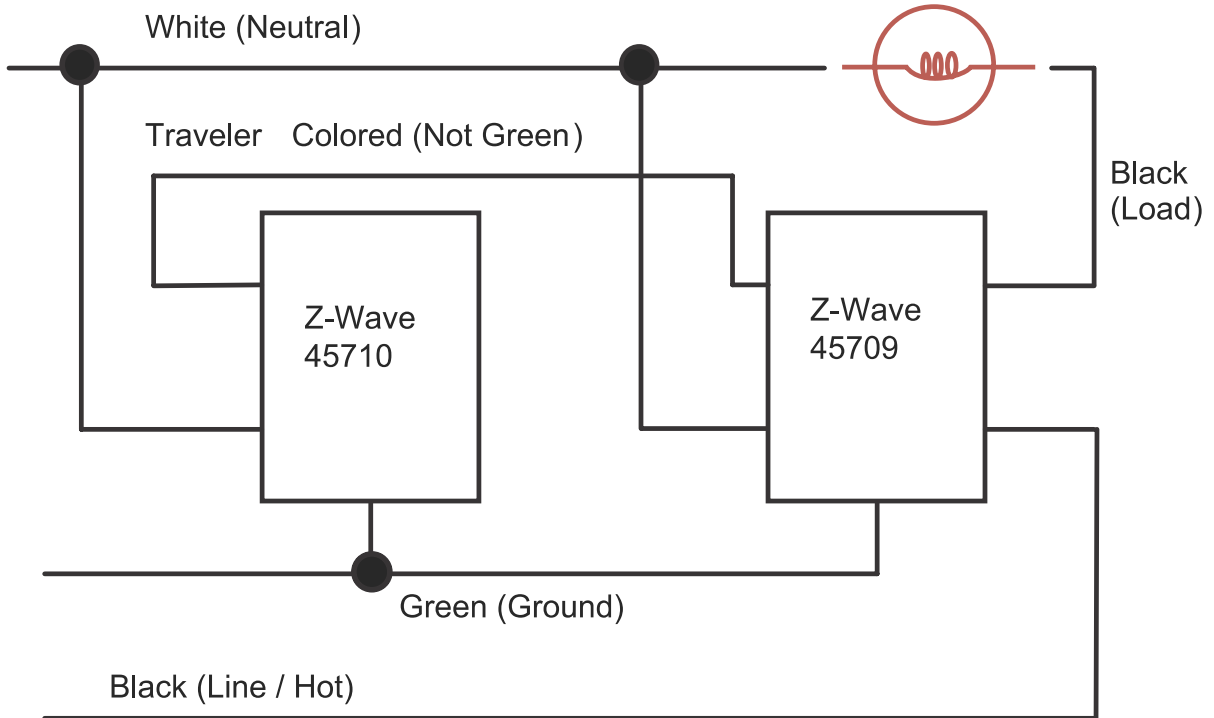 White (Neutral)
Traveler Colored (Not Green)
Black
(Load)
Z-Wave
45710
Z-Wave
45709
Green (Ground)
Black (Line / Hot)